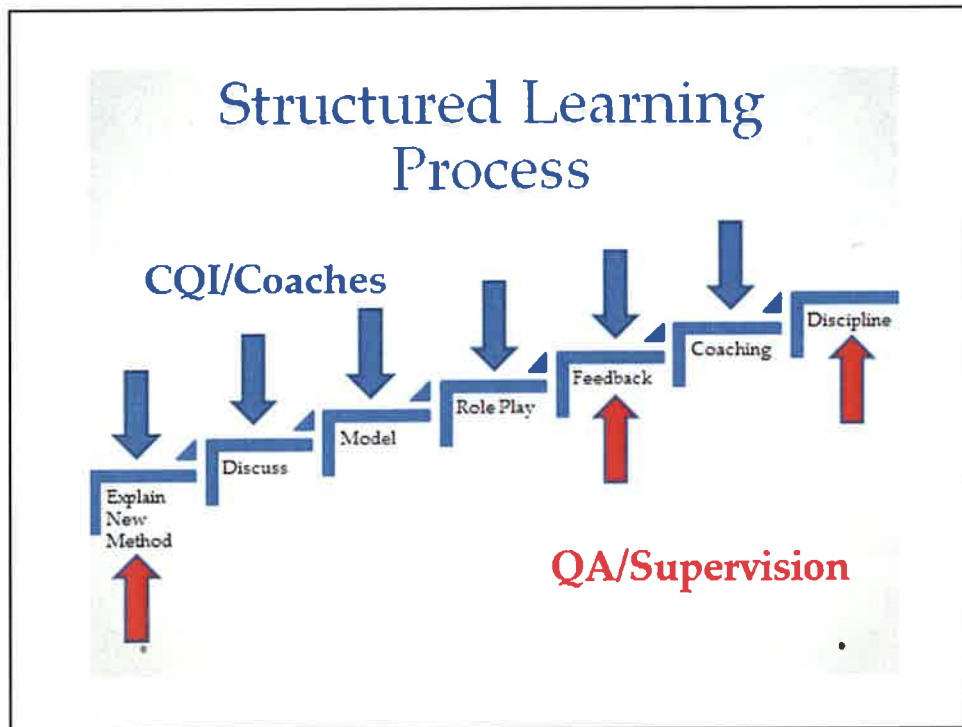 Structured Learning
Process
CQI/Coaches
Explain
New
Method
Discuss
Model
Role Play
Feedback
Coaching
Discipline
QA/Supervision